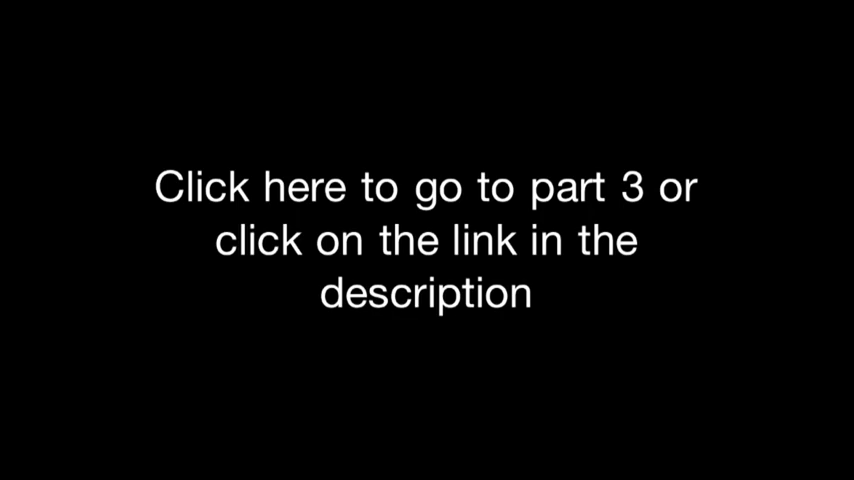 Click here to go to part 3 or
click on the link in the
description